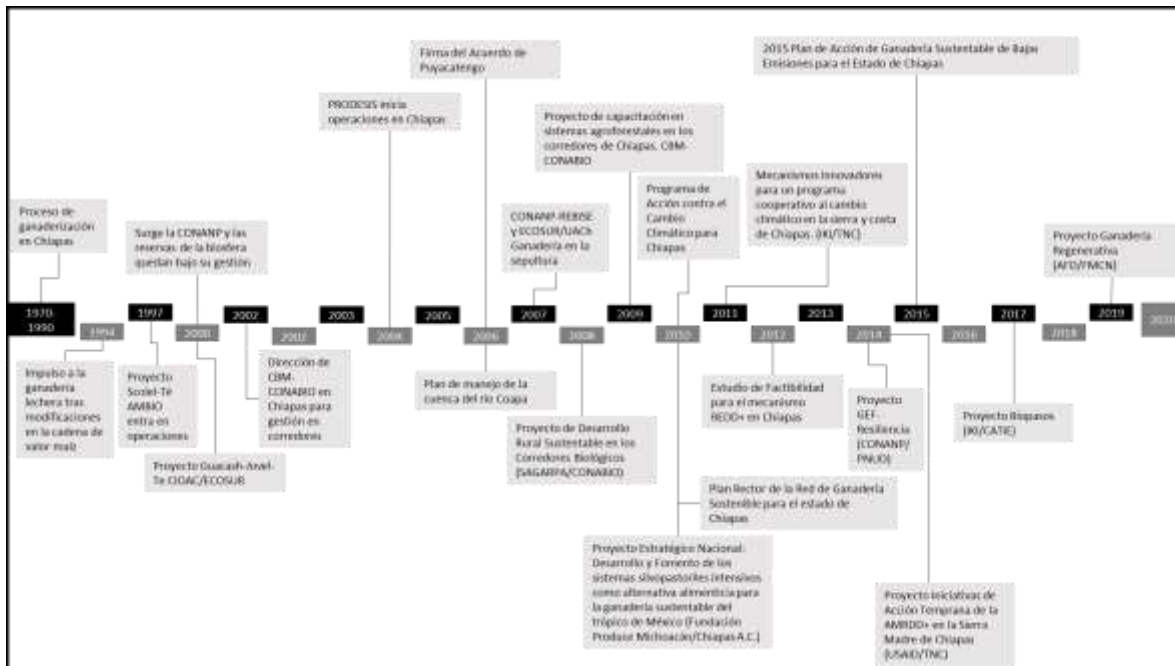 Firma del Acuerdo de
Puyacatengo
2015 Plan de Acción de Ganadería Sustentable de Bajas
Emisiones para el Estado de Chiapas
PRODESIS inicia
operaciones en Chiapas
Proyecto de capacitación en
sistemas agroforestales en los
corredores de Chiapas. CBM-
CONABIO
Mecanismos innovadores
para un programa
cooperativo al cambio
climático en la sierra y costa
de Chiapas. (IKI/TNC)
Programa de
Acción contra el
Cambio
Climático para
Chiapas
Proceso de
ganaderización
en Chiapas
Surge la CONANP y las
reservas de la biosfera
quedan bajo su gestión
CONANP-REBISE
y ECOSUR/UACh
Ganadería en la
sepultura
Proyecto Ganadería
Regenerativa
(AFD/FMCN)
1970-
1990
1994
1997
2000
2002
2002
2003
2004
2005
2006
2007
2008
2009
2010
2011
2012
2013
2014
2015
2016
2017
2018
2019
2020
Impulso a la
ganadería
lechera tras
modificaciones
en la cadena de
valor maíz
Proyecto
Scolel-Té
AMBIO
entra en
operaciones
Proyecto Guacash-Juvel-
Te CIOAC/ECOSUR
Dirección de
CBM-
CONABIO en
Chiapas para
gestión en
corredores
Plan de manejo de la
cuenca del río Coapa
Proyecto de Desarrollo
Rural Sustentable en los
Corredores Biológicos
(SAGARPA/CONABIO)
Estudio de Factibilidad
para el mecanismo
REDD+ en Chiapas
Proyecto
GEF-
Resiliencia
(CONANP/
PNUD)
Proyecto Biopasos
(IKI/CATIE)
Plan Rector de la Red de Ganadería
Sostenible para el estado de
Chiapas
Proyecto Estratégico Nacional:
Desarrollo y Fomento de los
sistemas silvopastoriles intensivos
como alternativa alimenticia para
la ganadería sustentable del
trópico de México (Fundación
Produce Michoacán/Chiapas A.C.)
Proyecto Iniciativas de
Acción Temprana de la
AMREDD+ en la Sierra
Madre de Chiapas
(USAID/TNC)